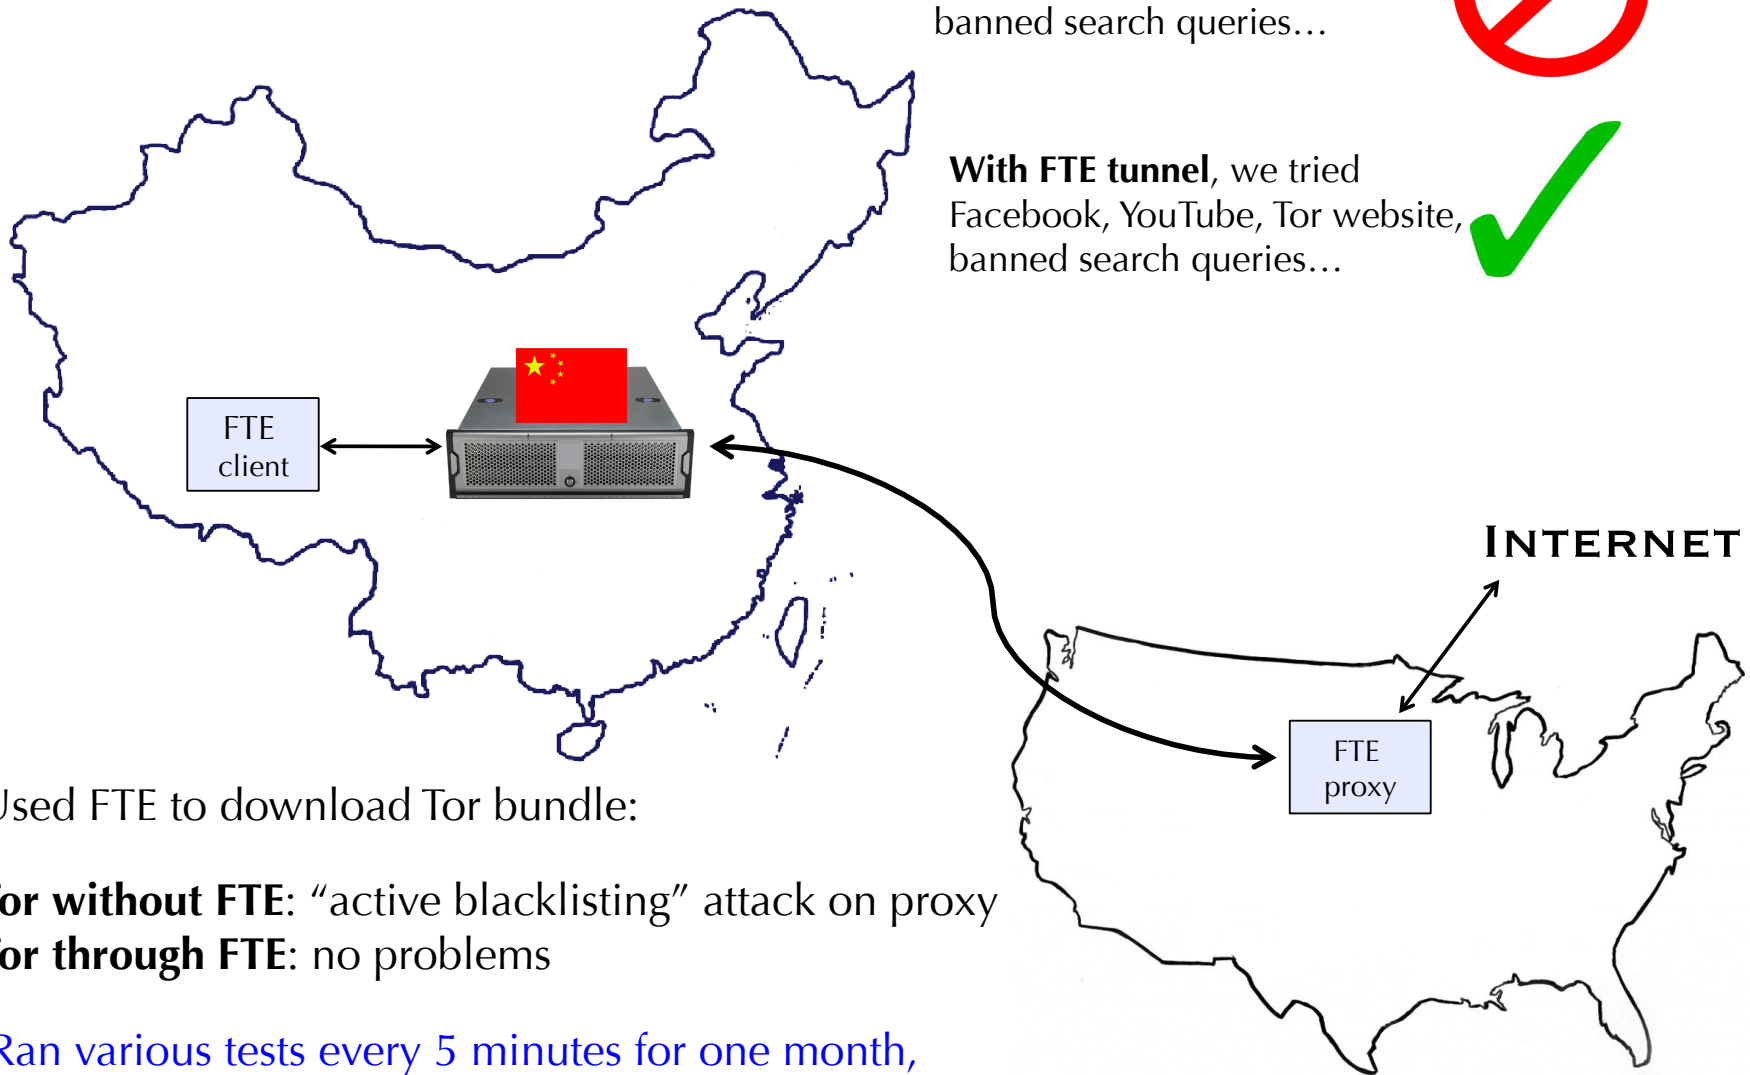 banned search queries…
With FTE tunnel, we tried
Facebook, YouTube, Tor website,
banned search queries…
FTE
client
INTERNET
FTE
proxy
Used FTE to download Tor bundle:
Tor without FTE: “active blacklisting” attack on proxy
Tor through FTE: no problems
Ran various tests every 5 minutes for one month,